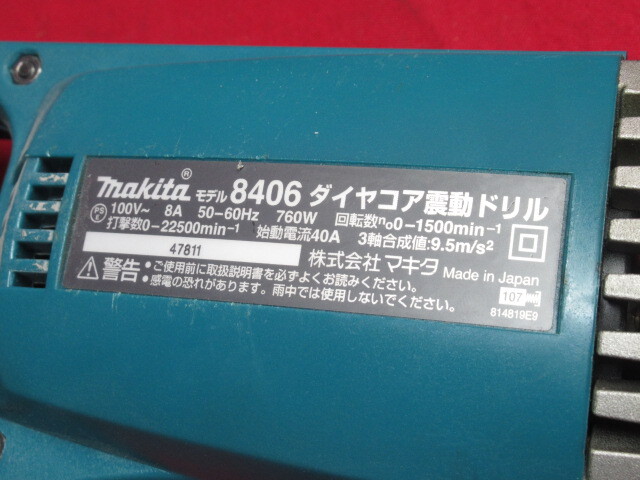 makita® モデル 8406 ダイヤコア震動ドリル
PSE 100V~ 8A 50-60Hz 760W 回転数n₀0-1500min⁻¹
打撃数0-22500min⁻¹ 始動電流40A 3軸合成値:9.5m/s²
47811 株式会社 マキタ Made in Japan
警告 ●ご使用前に取扱説明書を必ずよくお読みください。
●感電の恐れがあります。雨中では使用しないでください。
107
814819E9